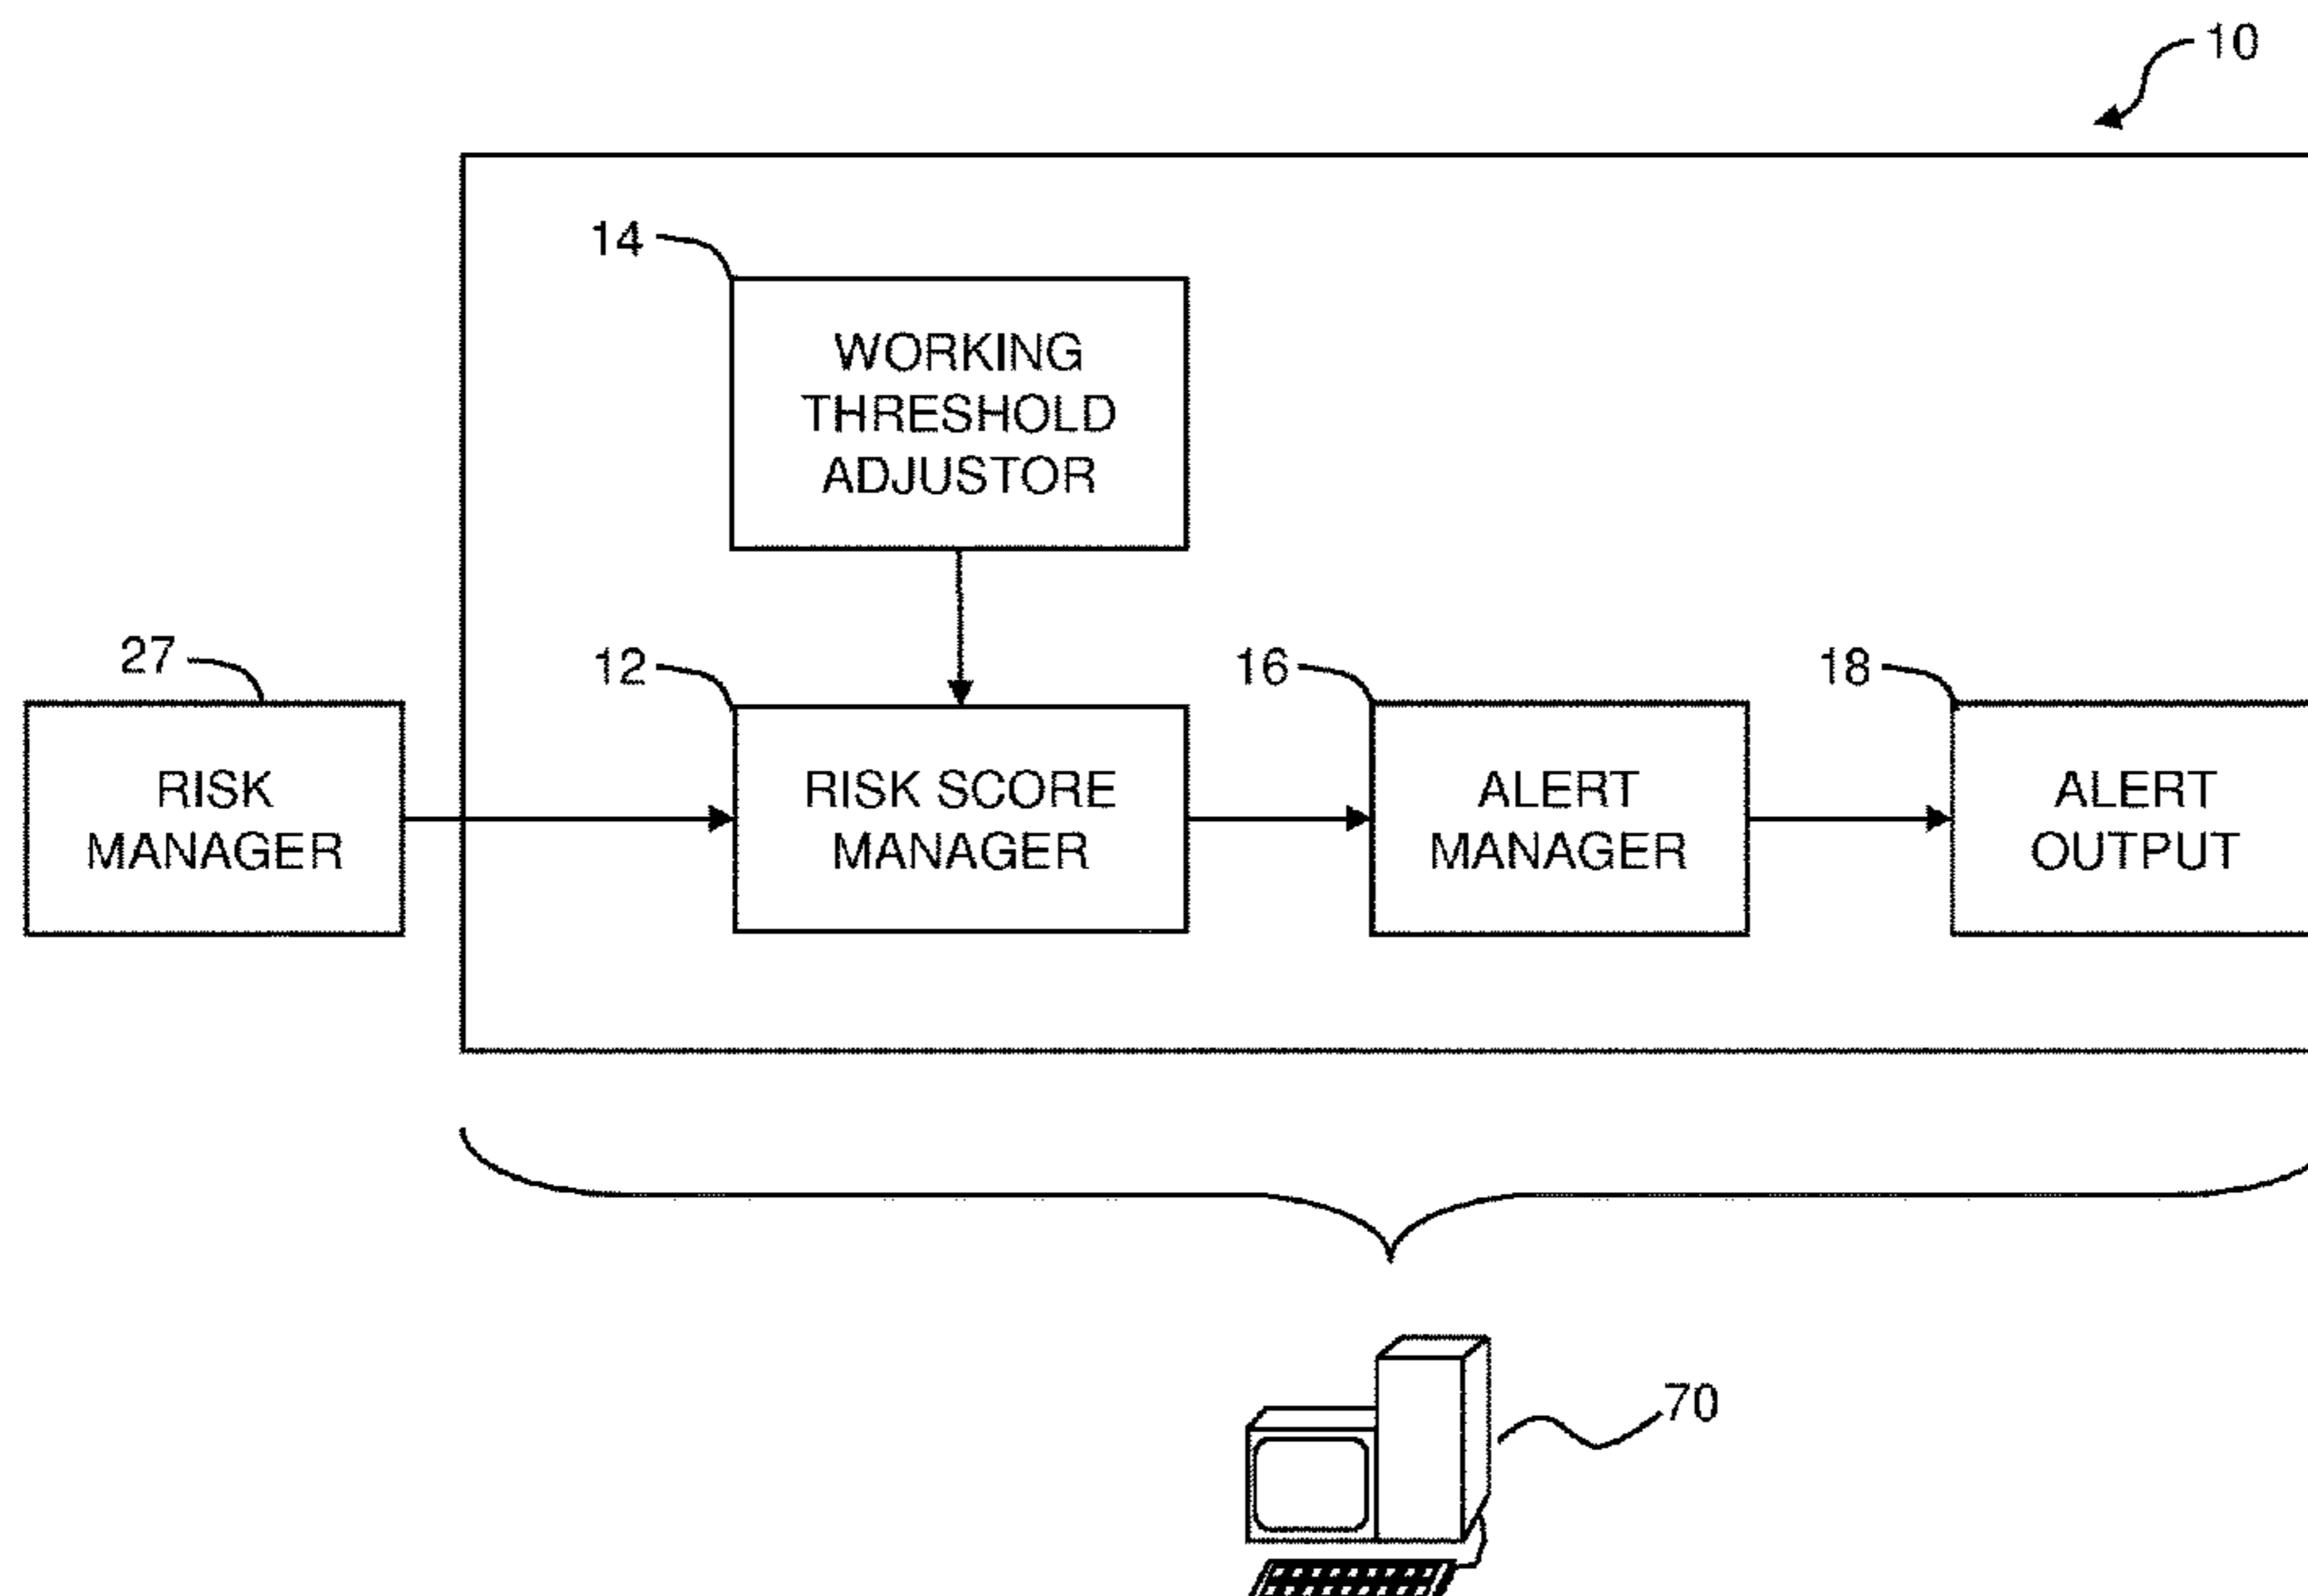 10
14
WORKING
THRESHOLD
ADJUSTOR
27
12
16
18
RISK
MANAGER
RISK SCORE
MANAGER
ALERT
MANAGER
ALERT
OUTPUT
70